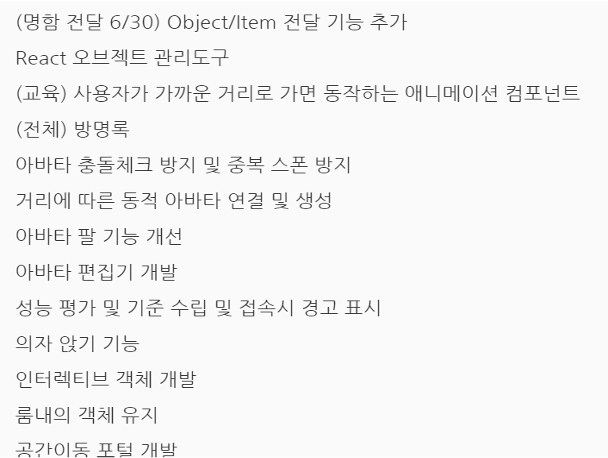 (명함 전달 6/30) Object/Item 전달 기능 추가
React 오브젝트 관리도구
(교육) 사용자가 가까운 거리로 가면 동작하는 애니메이션 컴포넌트
(전체) 방명록
아바타 충돌체크 방지 및 중복 스폰 방지
거리에 따른 동적 아바타 연결 및 생성
아바타 팔 기능 개선
아바타 편집기 개발
성능 평가 및 기준 수립 및 접속시 경고 표시
의자 앉기 기능
인터렉티브 객체 개발
룸내의 객체 유지
공간이동 포털 개발